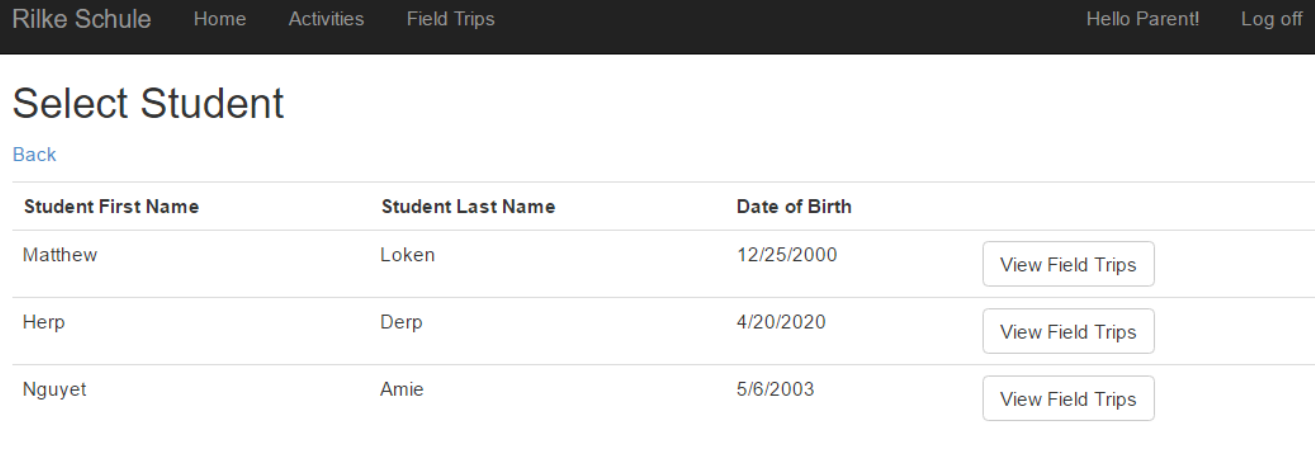 Rilke Schule Home Activities Field Trips Hello Parent! Log off
Select Student
Back
Student First Name Student Last Name Date of Birth
Matthew Loken 12/25/2000 View Field Trips
Herp Derp 4/20/2020 View Field Trips
Nguyet Amie 5/6/2003 View Field Trips